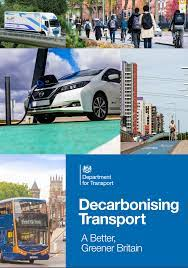 Department
for Transport
Decarbonising
Transport
A Better,
Greener Britain